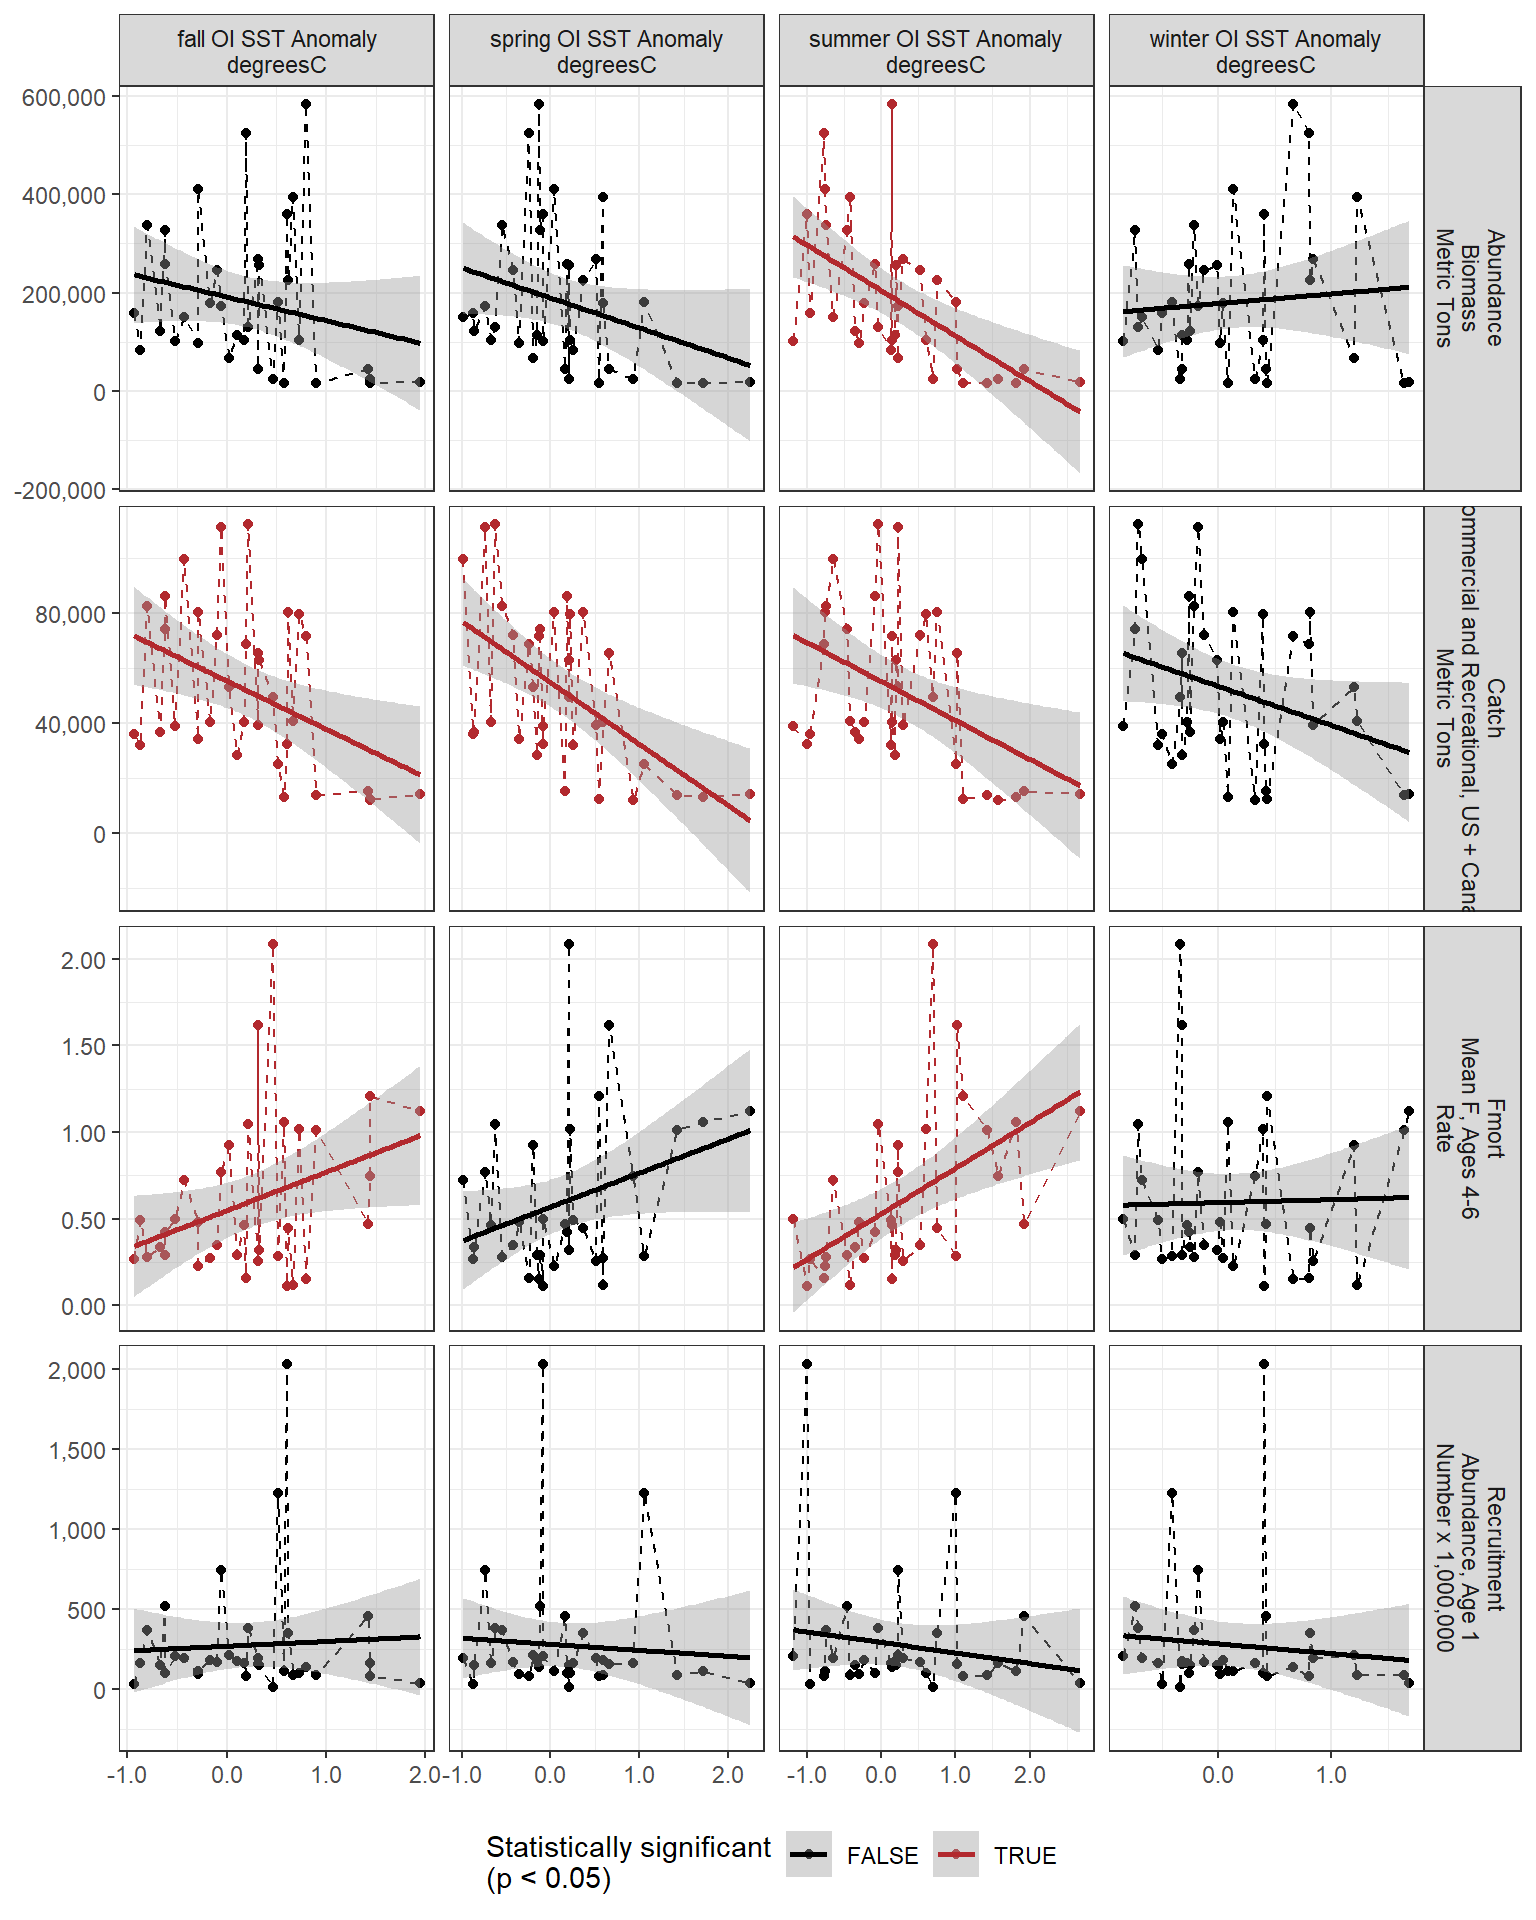 fall OI SST Anomaly
degreesC
spring OI SST Anomaly
degreesC
summer OI SST Anomaly
degreesC
winter OI SST Anomaly
degreesC
600,000
400,000
200,000
0
-200,000
Abundance
Biomass
Metric Tons
80,000
40,000
0
Catch
ommercial and Recreational, US + Cana
Metric Tons
2.00
1.50
1.00
0.50
0.00
Fmort
Mean F, Ages 4-6
Rate
2,000
1,500
1,000
500
0
Recruitment
Abundance, Age 1
Number x 1,000,000
-1.0 0.0 1.0 2.0
-1.0 0.0 1.0 2.0
-1.0 0.0 1.0 2.0
0.0 1.0
Statistically significant
(p < 0.05)
FALSE
TRUE